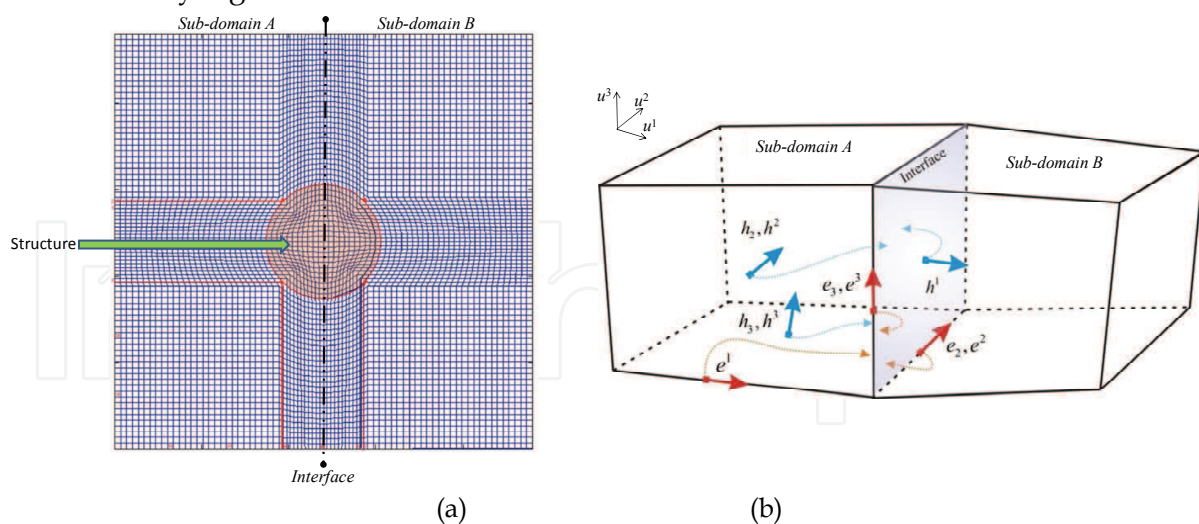 Sub-domain A
Sub-domain B
Structure
Interface
(a)
u³
u²
u¹
Sub-domain A
Interface
Sub-domain B
h₂, h²
h¹
e₃, e³
h₃, h³
e₂, e²
e¹
(b)